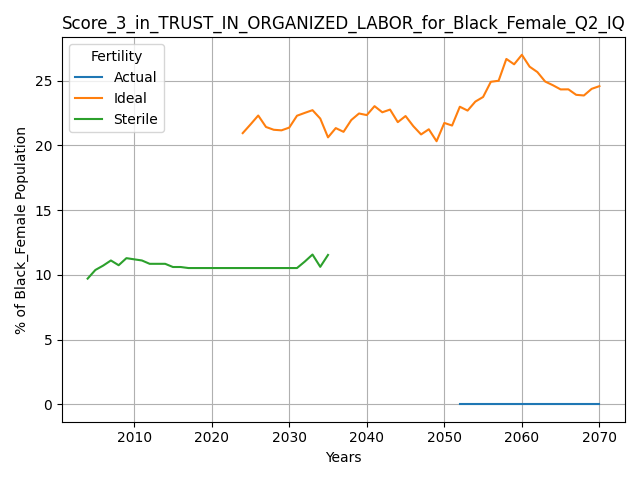 Score_3_in_TRUST_IN_ORGANIZED_LABOR_for_Black_Female_Q2_IQ
Fertility
Actual
Ideal
Sterile
% of Black_Female Population
25
20
15
10
5
0
2010 2020 2030 2040 2050 2060 2070
Years